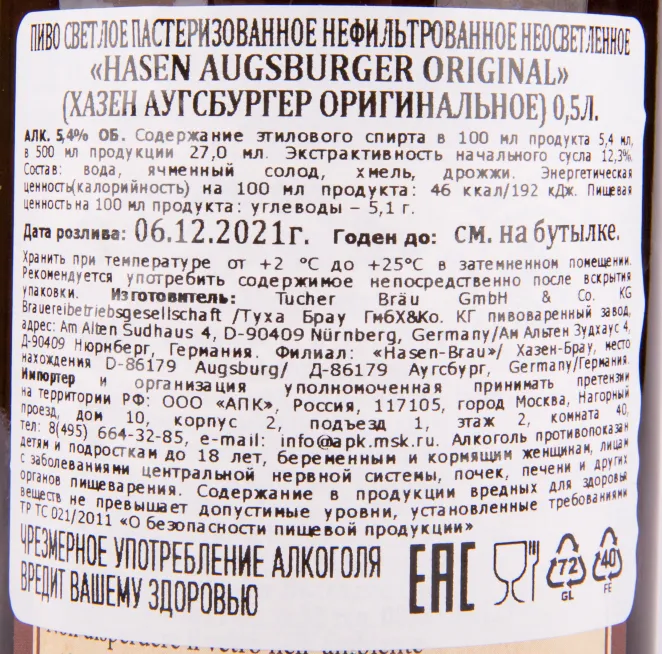 ПИВО СВЕТЛОЕ ПАСТЕРИЗОВАННОЕ НЕФИЛЬТРОВАННОЕ НЕОСВЕТЛЕННОЕ
«HASEN AUGSBURGER ORIGINAL»
(ХАЗЕН АУГСБУРГЕР ОРИГИНАЛЬНОЕ) 0,5Л.
АЛК. 5,4% ОБ. Содержание этилового спирта в 100 мл продукта 5,4 мл,
в 500 мл продукции 27,0 мл. Экстрактивность начального сусла 12,3%.
Состав: вода, ячменный солод, хмель, дрожжи. Энергетическая
ценность(калорийность) на 100 мл продукта: 46 ккал/192 кДж. Пищевая
ценность на 100 мл продукта: углеводы – 5,1 г.
Дата розлива: 06.12.2021г. Годен до: см. на бутылке.
Хранить при температуре от +2 °С до +25°С в затемненном помещении.
Рекомендуется употребить содержимое непосредственно после вскрытия
упаковки. Изготовитель: Tucher Bräu GmbH & Co. KG
Brauereibetriebsgesellschaft /Туха Брау ГмбХ&Ко. КГ пивоваренный завод,
адрес: Am Alten Sudhaus 4, D-90409 Nürnberg, Germany/Ам Альтен Зудхаус 4,
Д-90409 Нюрнберг, Германия. Филиал: «Hasen-Brau»/ Хазен-Брау, место
нахождения D-86179 Augsburg/ Д-86179 Аугсбург, Germany/Германия.
Импортер и организация уполномоченная принимать претензии
на территории РФ: ООО «АПК», Россия, 117105, город Москва, Нагорный
проезд, дом 10, корпус 2, подъезд 1, этаж 2, комната 40,
тел: 8(495) 664-32-85, e-mail: info@apk.msk.ru. Алкоголь противопоказан
детям и подросткам до 18 лет, беременным и кормящим женщинам, лицам
с заболеваниями центральной нервной системы, почек, печени и других
органов пищеварения. Содержание в продукции вредных для здоровья
веществ не превышает допустимые уровни, установленные требованиями
ТР ТС 021/2011 «О безопасности пищевой продукции»
ЧРЕЗМЕРНОЕ УПОТРЕБЛЕНИЕ АЛКОГОЛЯ
ВРЕДИТ ВАШЕМУ ЗДОРОВЬЮ
EAC
72
GL
40
FE
Non disperdere il vetro nell' ambiente